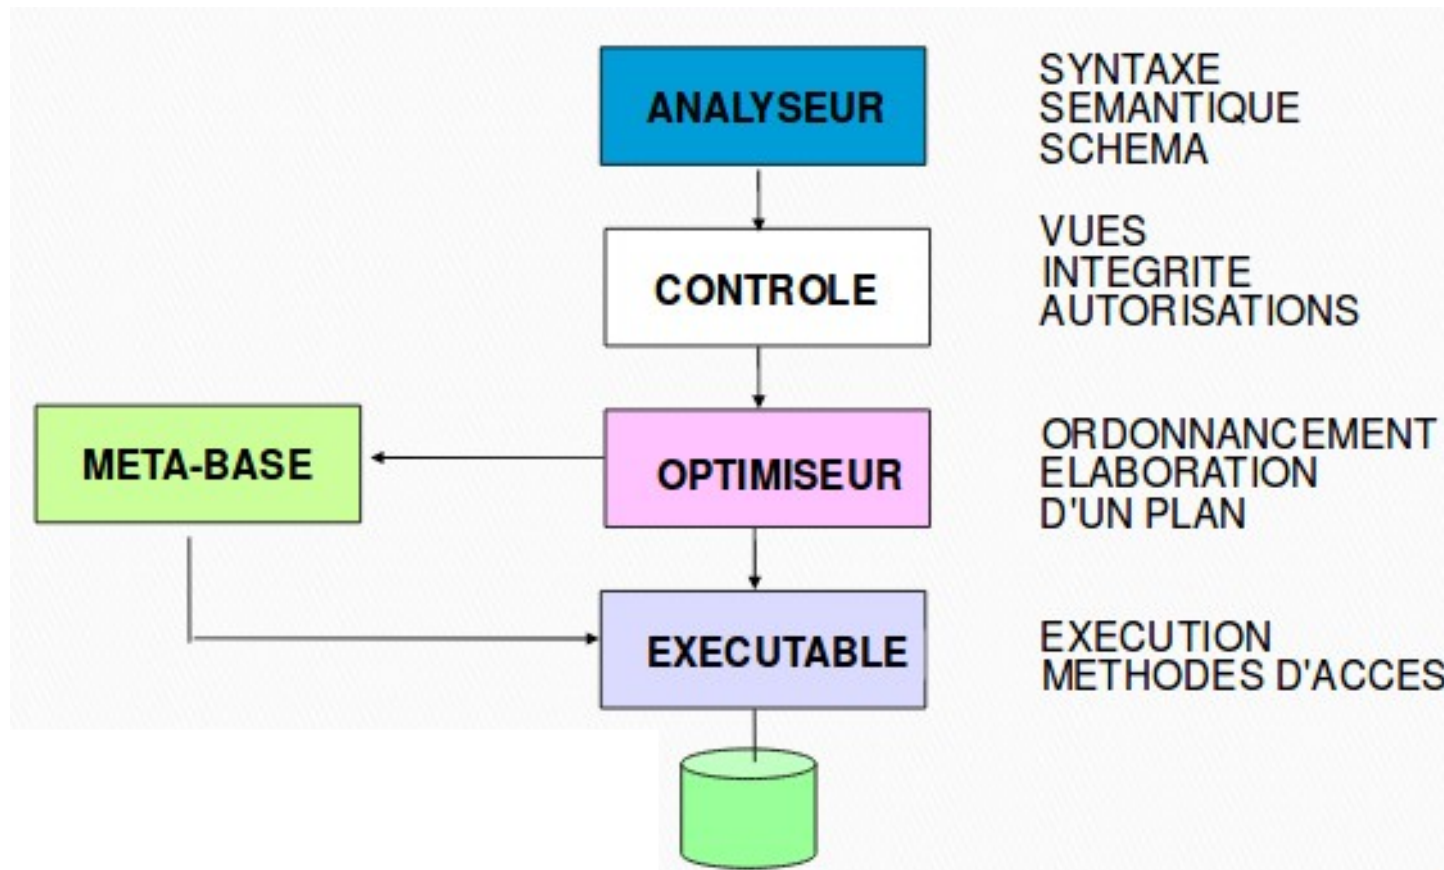 ANALYSEUR
SYNTAXE
SEMANTIQUE
SCHEMA
CONTROLE
VUES
INTEGRITE
AUTORISATIONS
META-BASE
OPTIMISEUR
ORDONNANCEMENT
ELABORATION
D'UN PLAN
EXECUTABLE
EXECUTION
METHODES D'ACCES